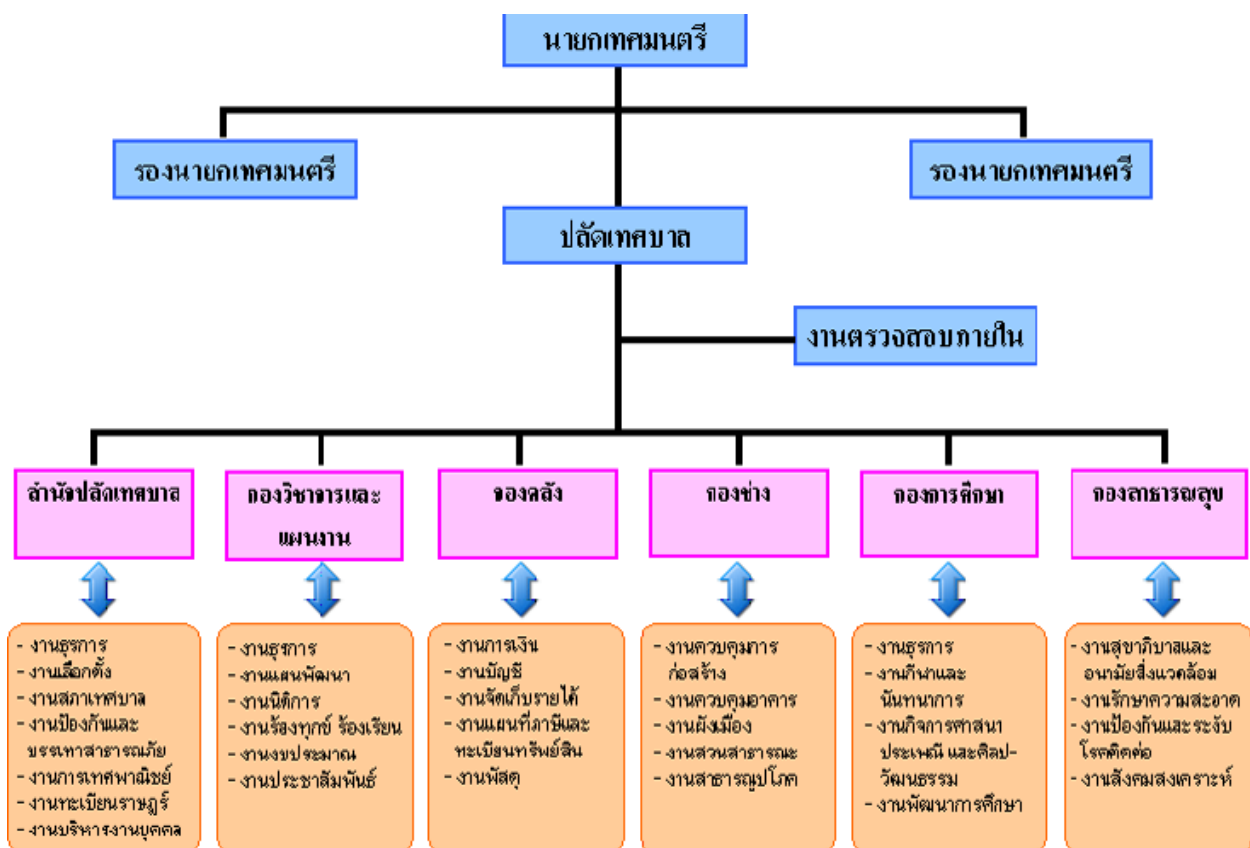 นายกเทศมนตรี
รองนายกเทศมนตรี
รองนายกเทศมนตรี
ปลัดเทศบาล
งานตรวจสอบภายใน
สำนักปลัดเทศบาล
กองวิชาการและ
แผนงาน
กองคลัง
กองช่าง
กองการศึกษา
กองสาธารณสุข
- งานธุรการ
- งานเลือกตั้ง
- งานสภาเทศบาล
- งานป้องกันและ
บรรเทาสาธารณภัย
- งานการเทศพาณิชย์
- งานทะเบียนราษฎร์
- งานบริหารงานบุคคล
- งานธุรการ
- งานแผนพัฒนา
- งานนิติการ
- งานร้องทุกข์ ร้องเรียน
- งานงบประมาณ
- งานประชาสัมพันธ์
- งานการเงิน
- งานบัญชี
- งานจัดเก็บรายได้
- งานแผนที่ภาษีและ
ทะเบียนทรัพย์สิน
- งานพัสดุ
- งานควบคุมการ
ก่อสร้าง
- งานควบคุมอาคาร
- งานผังเมือง
- งานสวนสาธารณะ
- งานสาธารณูปโภค
- งานธุรการ
- งานกีฬาและ
นันทนาการ
- งานกิจการศาสนา
ประเพณี และศิลป-
วัฒนธรรม
- งานพัฒนาการศึกษา
- งานสุขาภิบาลและ
อนามัยสิ่งแวดล้อม
- งานรักษาความสะอาด
- งานป้องกันและระงับ
โรคติดต่อ
- งานสังคมสงเคราะห์